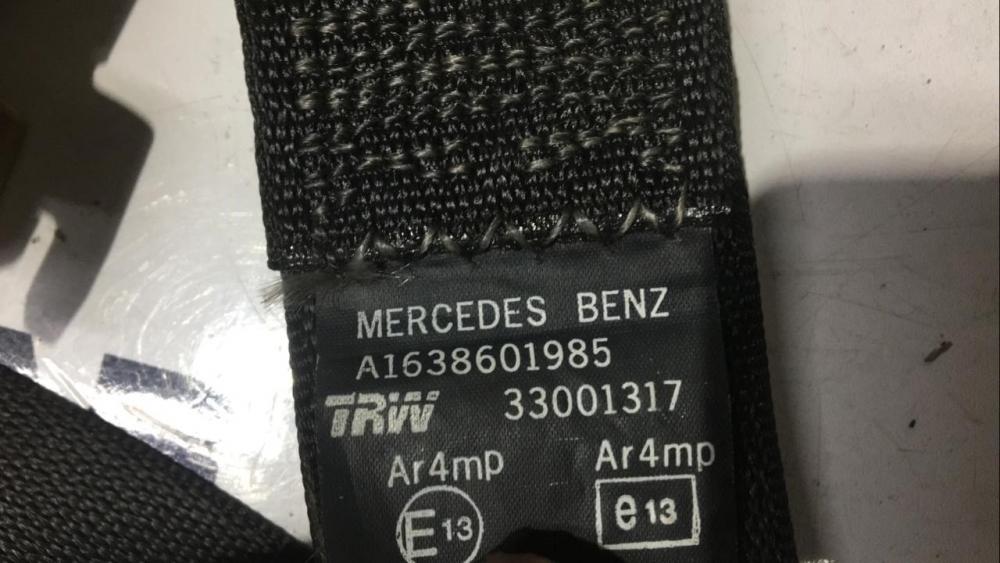 MERCEDES BENZ
A1638601985
TRW 33001317
Ar4mp Ar4mp
E13 e13